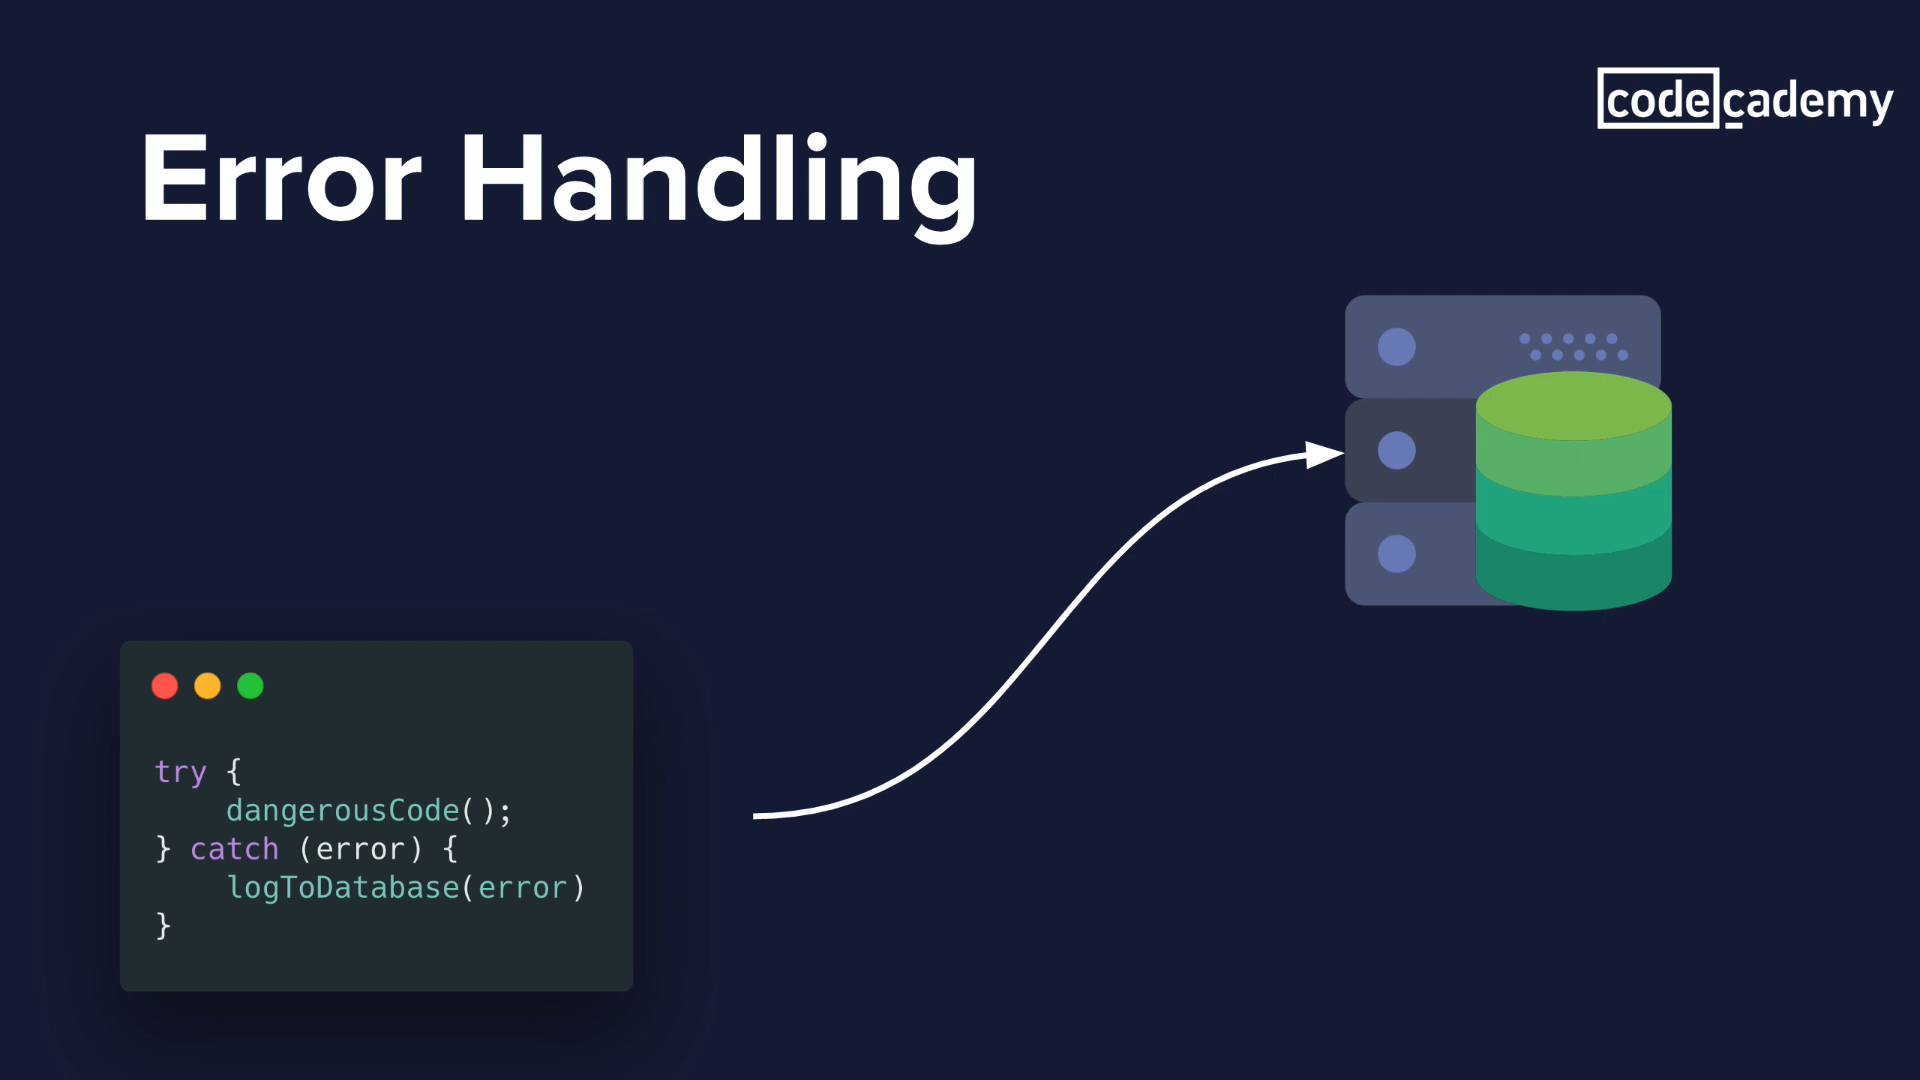 codecademy
Error Handling
try {
    dangerousCode();
} catch (error) {
    logToDatabase(error)
}